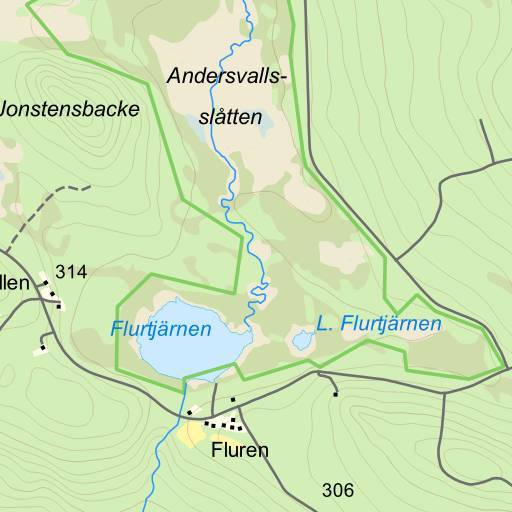 Andersvalls-
slåtten
Jonstensbacke
314
llen
Flurtjärnen
L. Flurtjärnen
Fluren
306